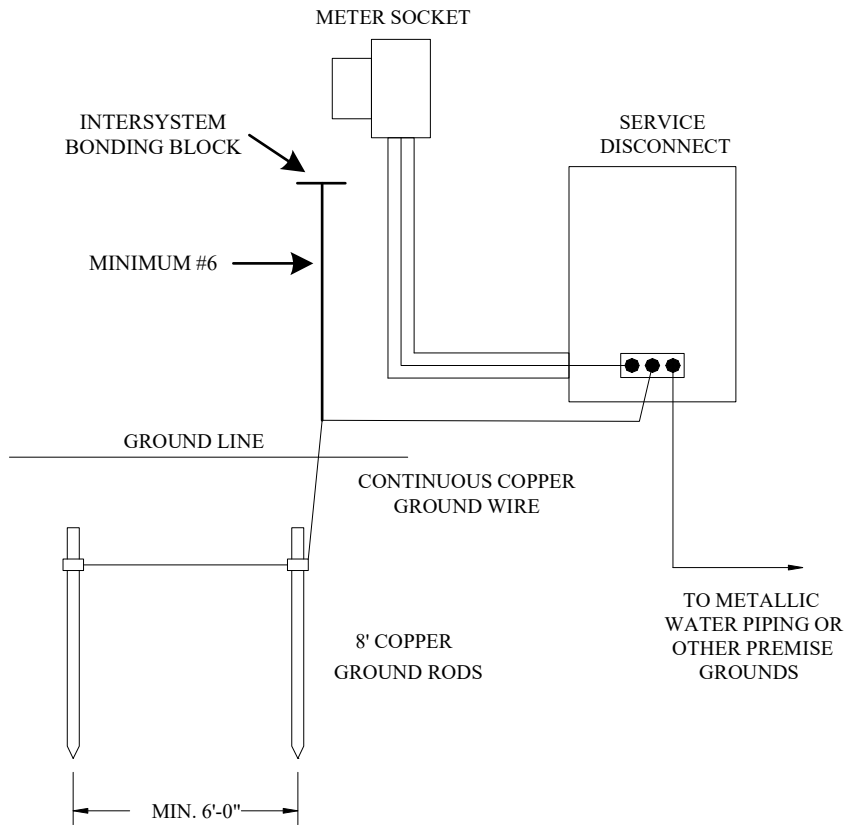 METER SOCKET
INTERSYSTEM
BONDING BLOCK
SERVICE
DISCONNECT
MINIMUM #6
GROUND LINE
CONTINUOUS COPPER
GROUND WIRE
TO METALLIC
WATER PIPING OR
OTHER PREMISE
GROUNDS
8' COPPER
GROUND RODS
MIN. 6'-0"